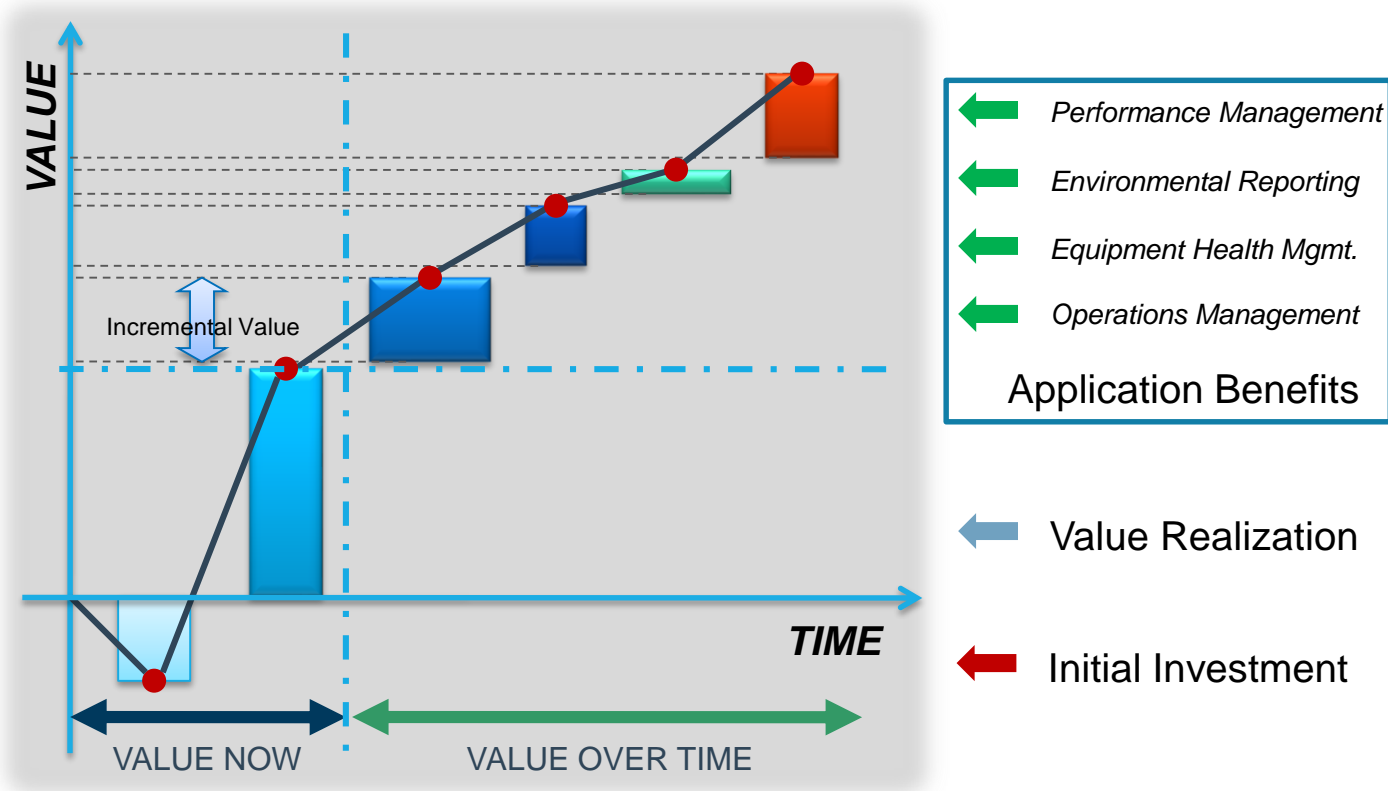 VALUE
Incremental Value
TIME
VALUE NOW
VALUE OVER TIME
Performance Management
Environmental Reporting
Equipment Health Mgmt.
Operations Management
Application Benefits
Value Realization
Initial Investment